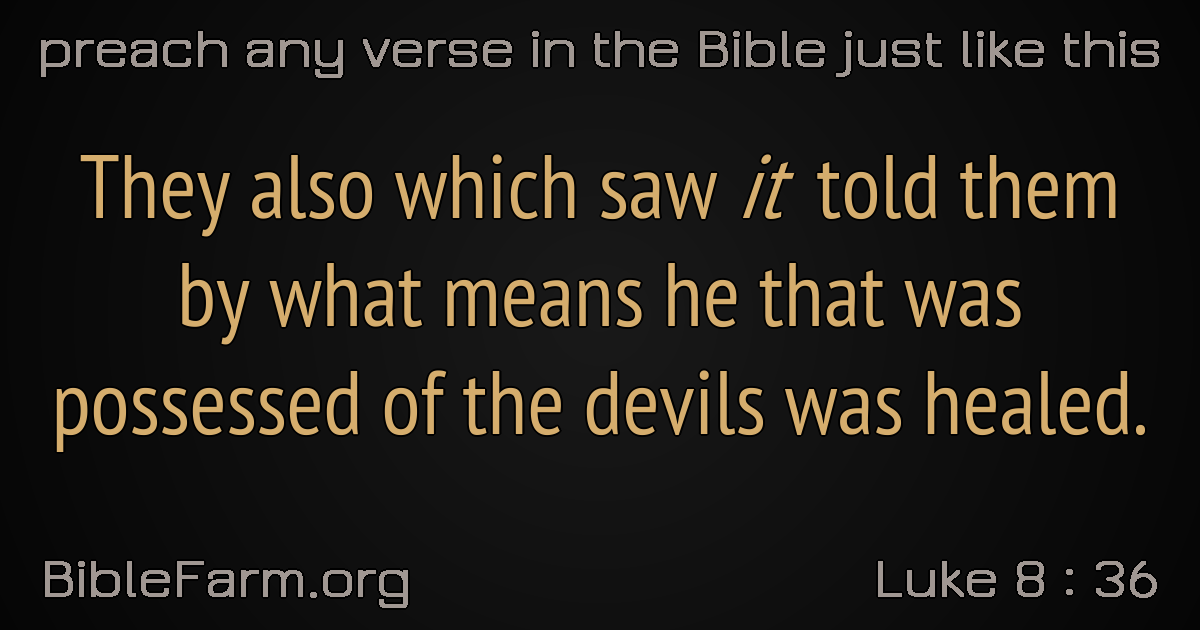 preach any verse in the Bible just like this
They also which saw it told them
by what means he that was
possessed of the devils was healed.
BibleFarm.org
Luke 8 : 36